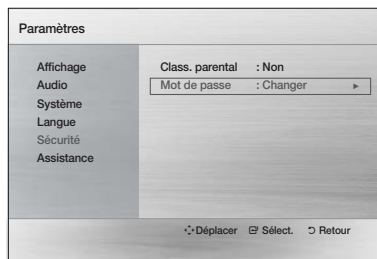 Paramètres
Affichage
Audio
Système
Langue
Sécurité
Assistance
Class. parental : Non
Mot de passe : Changer ►
Déplacer Sélect. Retour